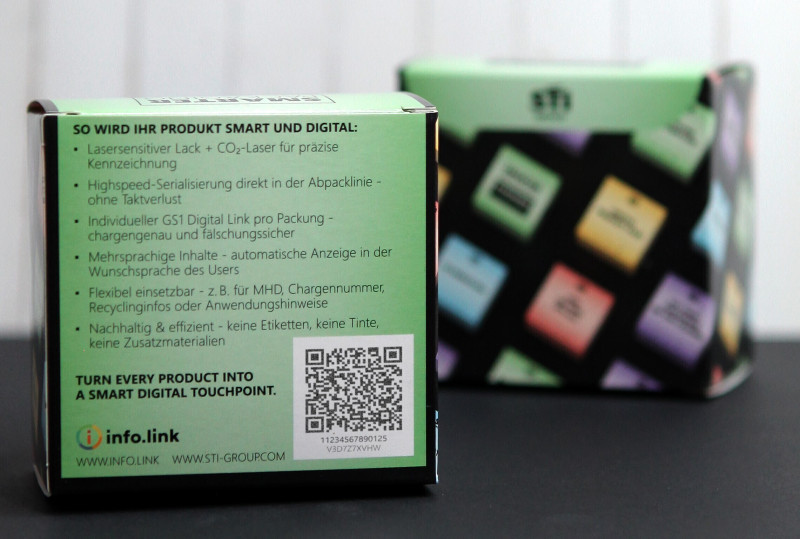 SMARTER
SO WIRD IHR PRODUKT SMART UND DIGITAL:
• Lasersensitiver Lack + CO₂-Laser für präzise
Kennzeichnung
• Highspeed-Serialisierung direkt in der Abpacklinie -
ohne Taktverlust
• Individueller GS1 Digital Link pro Packung -
chargengenau und fälschungssicher
• Mehrsprachige Inhalte - automatische Anzeige in der
Wunschsprache des Users
• Flexibel einsetzbar - z. B. für MHD, Chargennummer,
Recyclinginfos oder Anwendungshinweise
• Nachhaltig & effizient - keine Etiketten, keine Tinte,
keine Zusatzmaterialien
TURN EVERY PRODUCT INTO
A SMART DIGITAL TOUCHPOINT.
info.link
WWW.INFO.LINK WWW.STI-GROUP.COM
11234567890125
V3D7Z7XVHW
STI